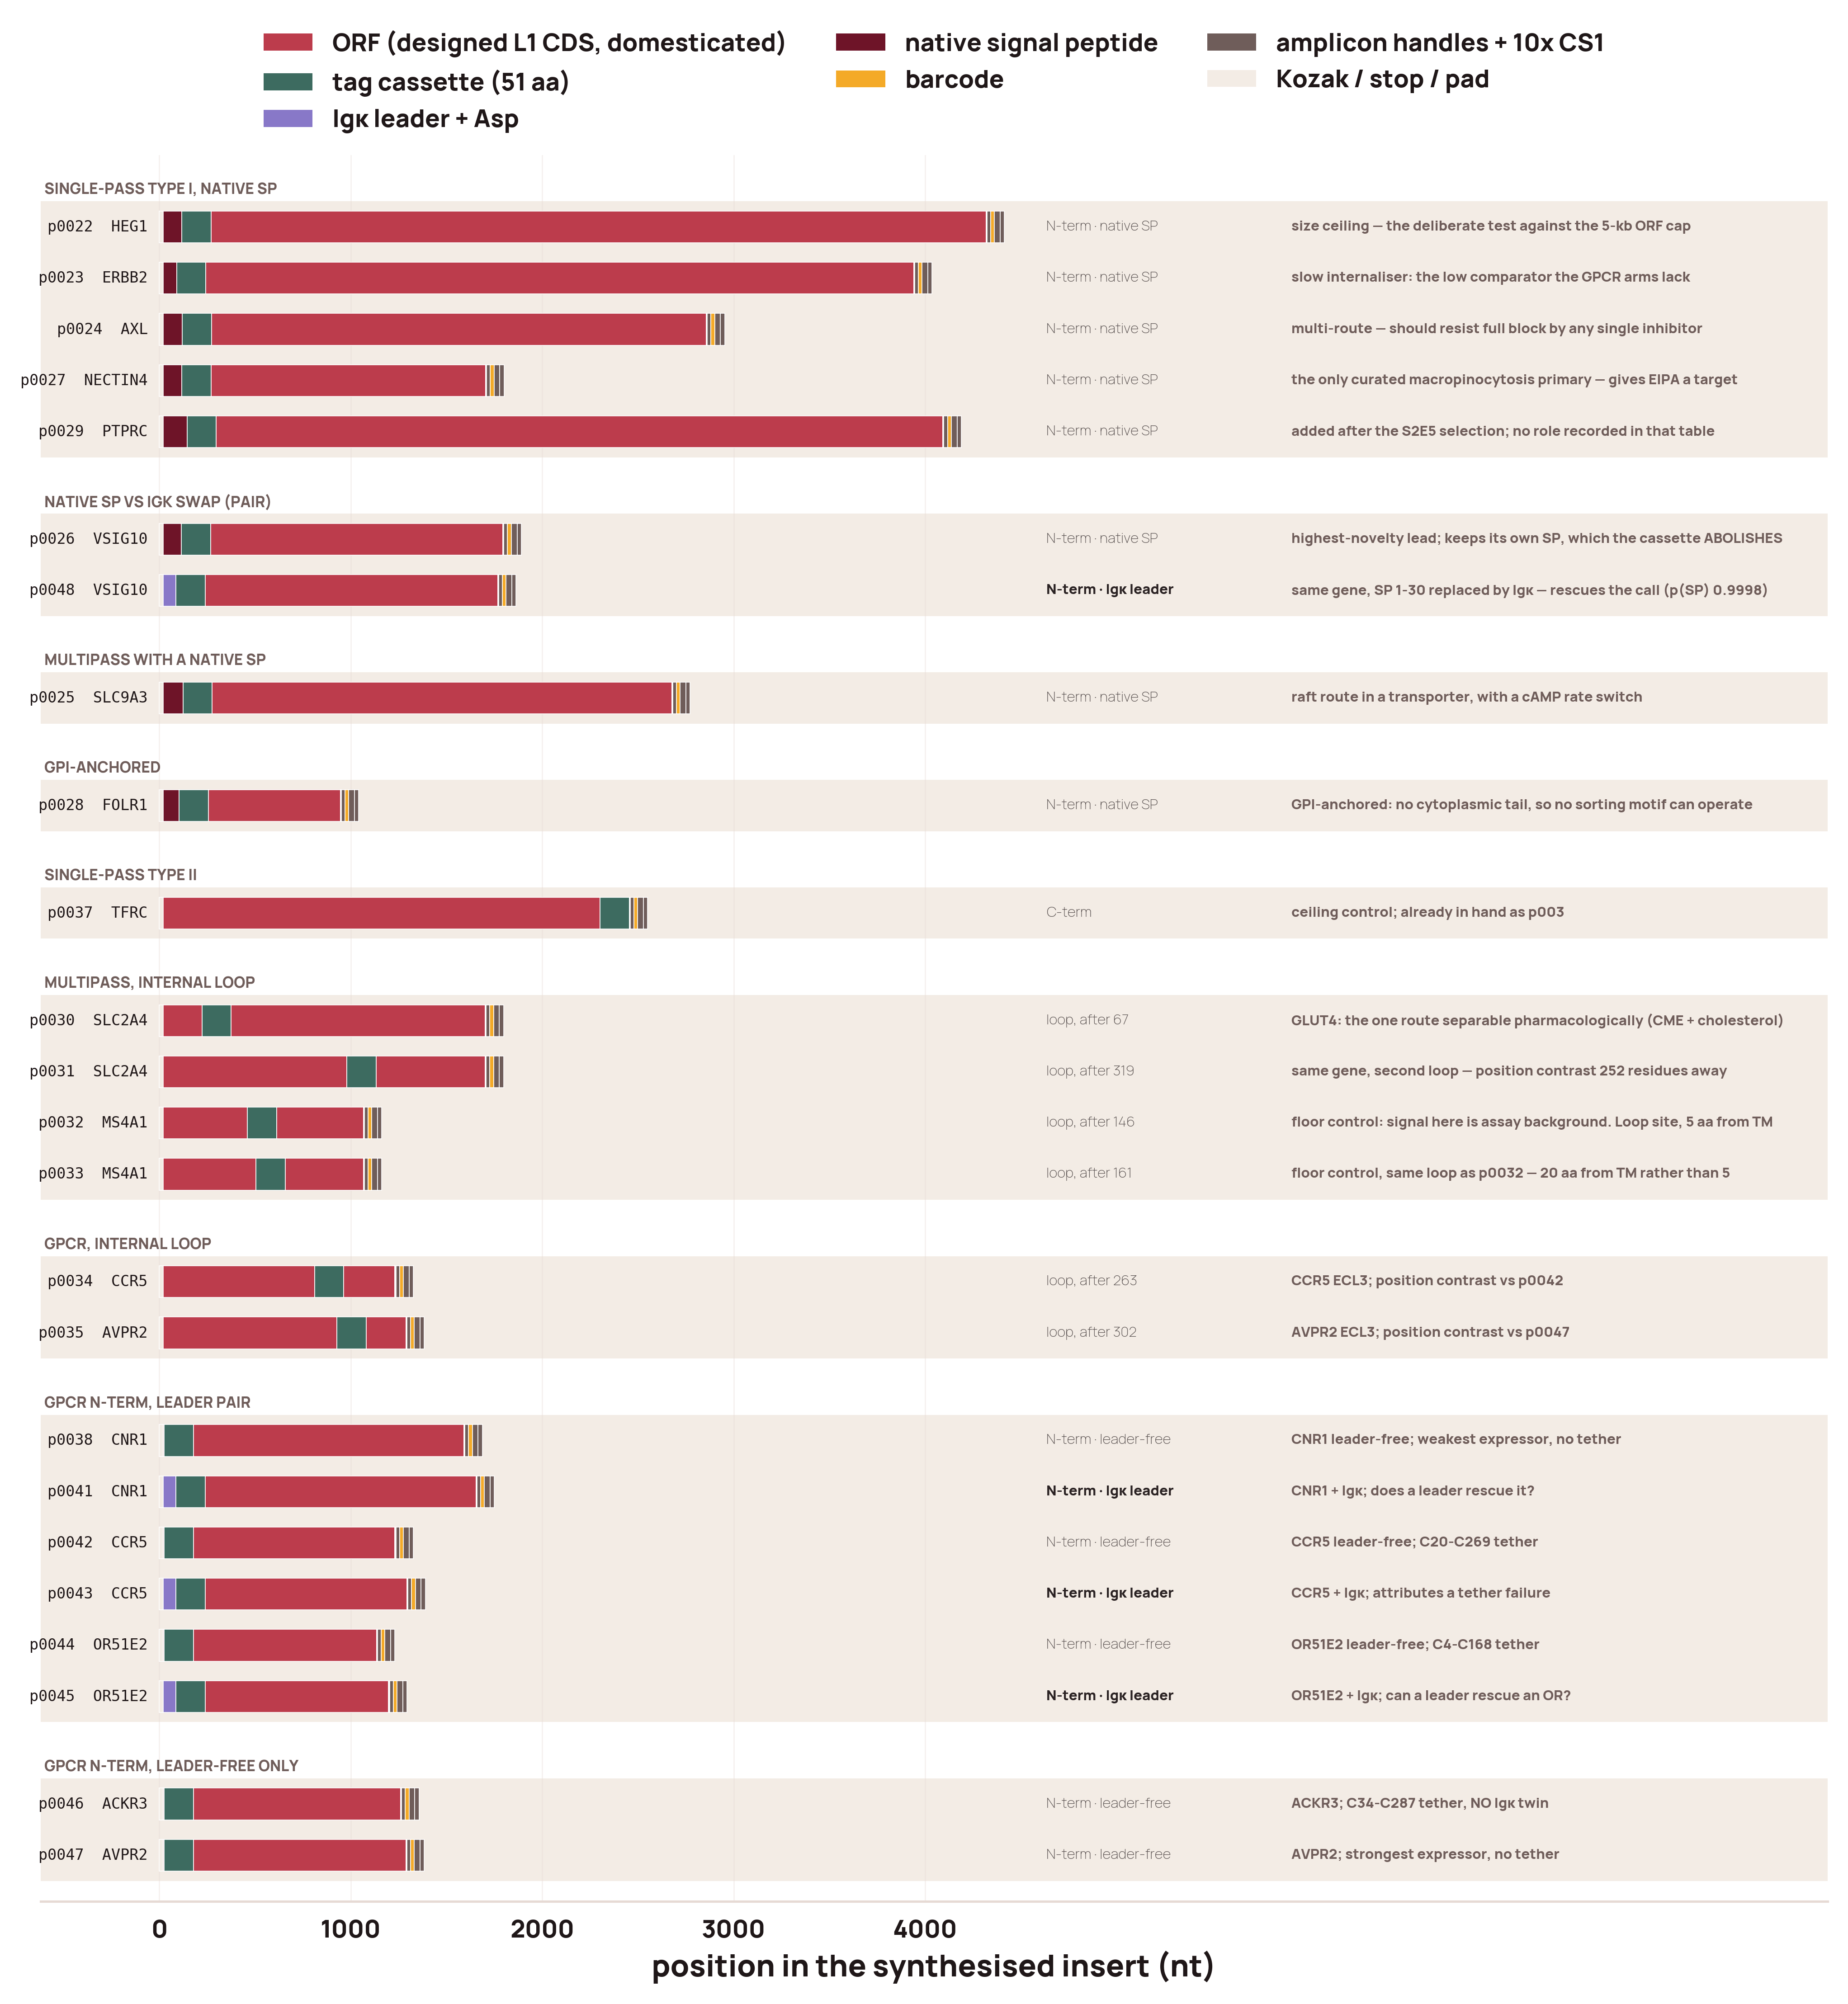 ORF (designed L1 CDS, domesticated)
native signal peptide
amplicon handles + 10x CS1
tag cassette (51 aa)
barcode
Kozak / stop / pad
Igκ leader + Asp
SINGLE-PASS TYPE I, NATIVE SP
p0022 HEG1 N-term · native SP size ceiling — the deliberate test against the 5-kb ORF cap
p0023 ERBB2 N-term · native SP slow internaliser: the low comparator the GPCR arms lack
p0024 AXL N-term · native SP multi-route — should resist full block by any single inhibitor
p0027 NECTIN4 N-term · native SP the only curated macropinocytosis primary — gives EIPA a target
p0029 PTPRC N-term · native SP added after the S2E5 selection; no role recorded in that table
NATIVE SP VS IGK SWAP (PAIR)
p0026 VSIG10 N-term · native SP highest-novelty lead; keeps its own SP, which the cassette ABOLISHES
p0048 VSIG10 N-term · Igκ leader same gene, SP 1-30 replaced by Igκ — rescues the call (p(SP) 0.9998)
MULTIPASS WITH A NATIVE SP
p0025 SLC9A3 N-term · native SP raft route in a transporter, with a cAMP rate switch
GPI-ANCHORED
p0028 FOLR1 N-term · native SP GPI-anchored: no cytoplasmic tail, so no sorting motif can operate
SINGLE-PASS TYPE II
p0037 TFRC C-term ceiling control; already in hand as p003
MULTIPASS, INTERNAL LOOP
p0030 SLC2A4 loop, after 67 GLUT4: the one route separable pharmacologically (CME + cholesterol)
p0031 SLC2A4 loop, after 319 same gene, second loop — position contrast 252 residues away
p0032 MS4A1 loop, after 146 floor control: signal here is assay background. Loop site, 5 aa from TM
p0033 MS4A1 loop, after 161 floor control, same loop as p0032 — 20 aa from TM rather than 5
GPCR, INTERNAL LOOP
p0034 CCR5 loop, after 263 CCR5 ECL3; position contrast vs p0042
p0035 AVPR2 loop, after 302 AVPR2 ECL3; position contrast vs p0047
GPCR N-TERM, LEADER PAIR
p0038 CNR1 N-term · leader-free CNR1 leader-free; weakest expressor, no tether
p0041 CNR1 N-term · Igκ leader CNR1 + Igκ; does a leader rescue it?
p0042 CCR5 N-term · leader-free CCR5 leader-free; C20-C269 tether
p0043 CCR5 N-term · Igκ leader CCR5 + Igκ; attributes a tether failure
p0044 OR51E2 N-term · leader-free OR51E2 leader-free; C4-C168 tether
p0045 OR51E2 N-term · Igκ leader OR51E2 + Igκ; can a leader rescue an OR?
GPCR N-TERM, LEADER-FREE ONLY
p0046 ACKR3 N-term · leader-free ACKR3; C34-C287 tether, NO Igκ twin
p0047 AVPR2 N-term · leader-free AVPR2; strongest expressor, no tether
0 1000 2000 3000 4000
position in the synthesised insert (nt)